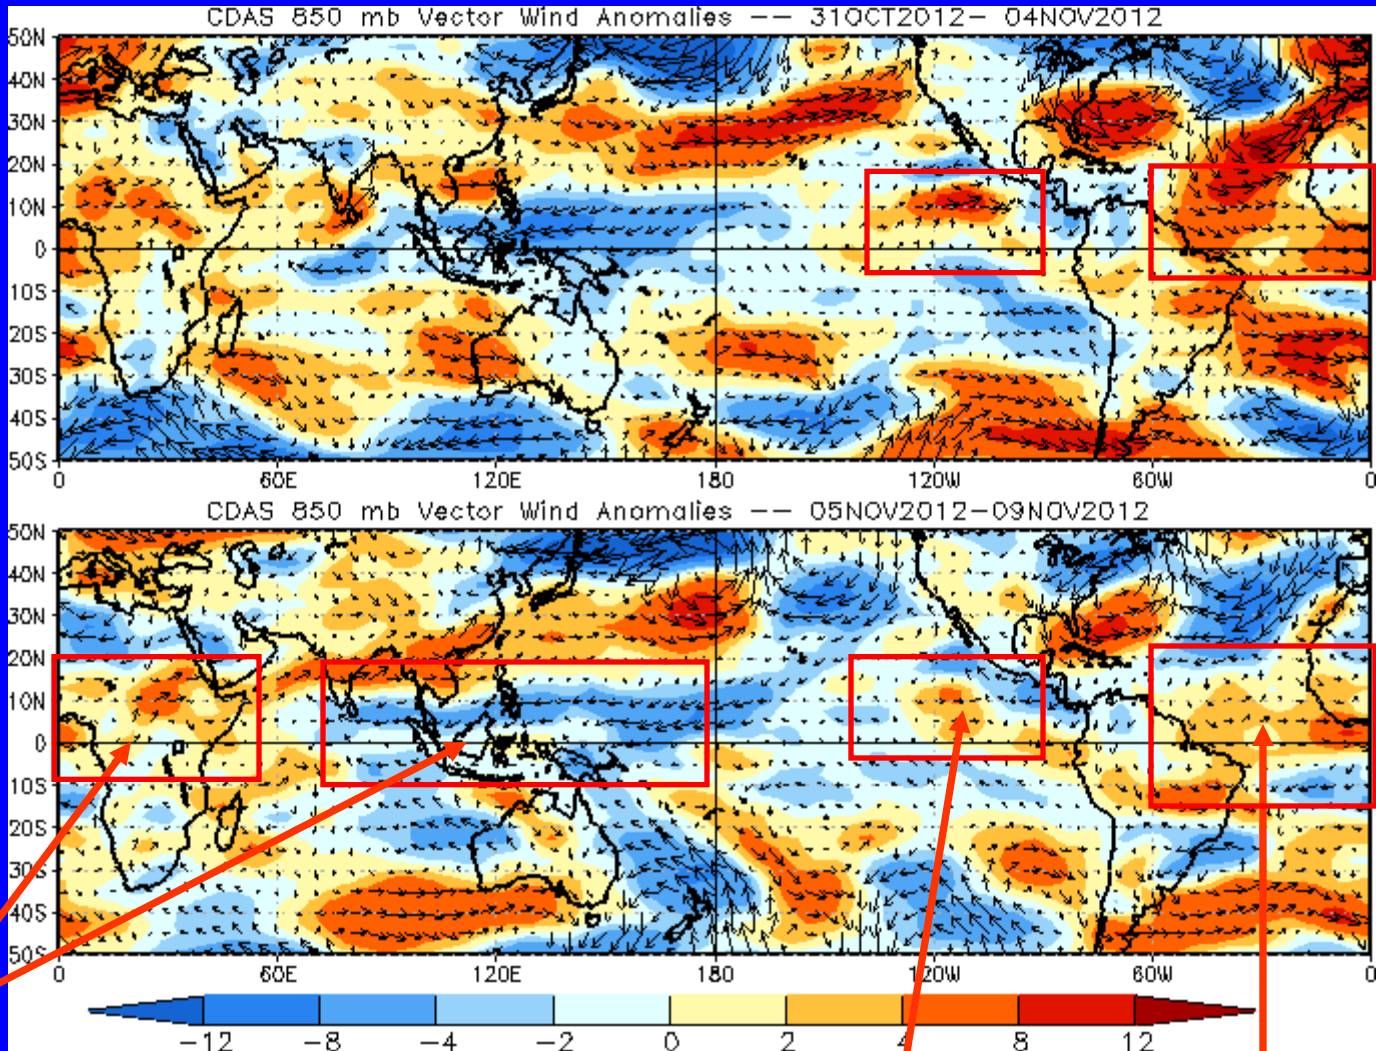 CDAS 850 mb Vector Wind Anomalies -- 31OCT2012- 04NOV2012
50N
40N
30N
20N
10N
0
10S
20S
30S
40S
50S
0 60E 120E 180 120W 60W 0
CDAS 850 mb Vector Wind Anomalies -- 05NOV2012-09NOV2012
50N
40N
30N
20N
10N
0
10S
20S
30S
40S
50S
0 60E 120E 180 120W 60W 0
-12 -8 -4 -2 0 2 4 8 12